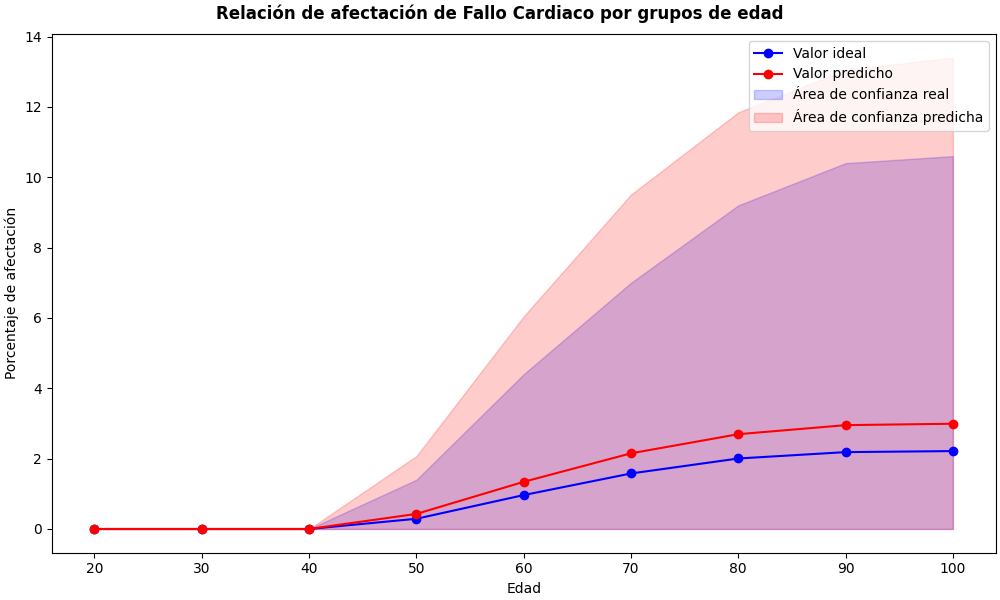 Relación de afectación de Fallo Cardiaco por grupos de edad
14
12
10
8
6
4
2
0
Porcentaje de afectación
Valor ideal
Valor predicho
Área de confianza real
Área de confianza predicha
20 30 40 50 60 70 80 90 100
Edad